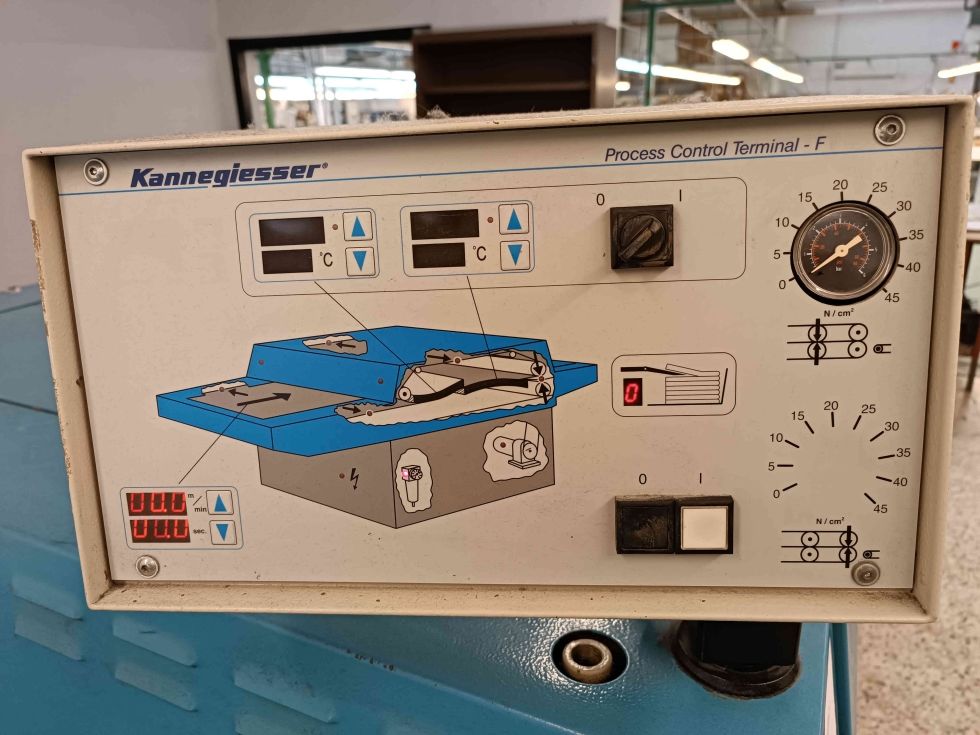 Kannegiesser®
Process Control Terminal - F
°C
°C
0 I
0 5 10 15 20 25 30 35 40 45
bar
N / cm²
0
0 I
0 5 10 15 20 25 30 35 40 45
N / cm²
00.0 m/min
00.0 sec.